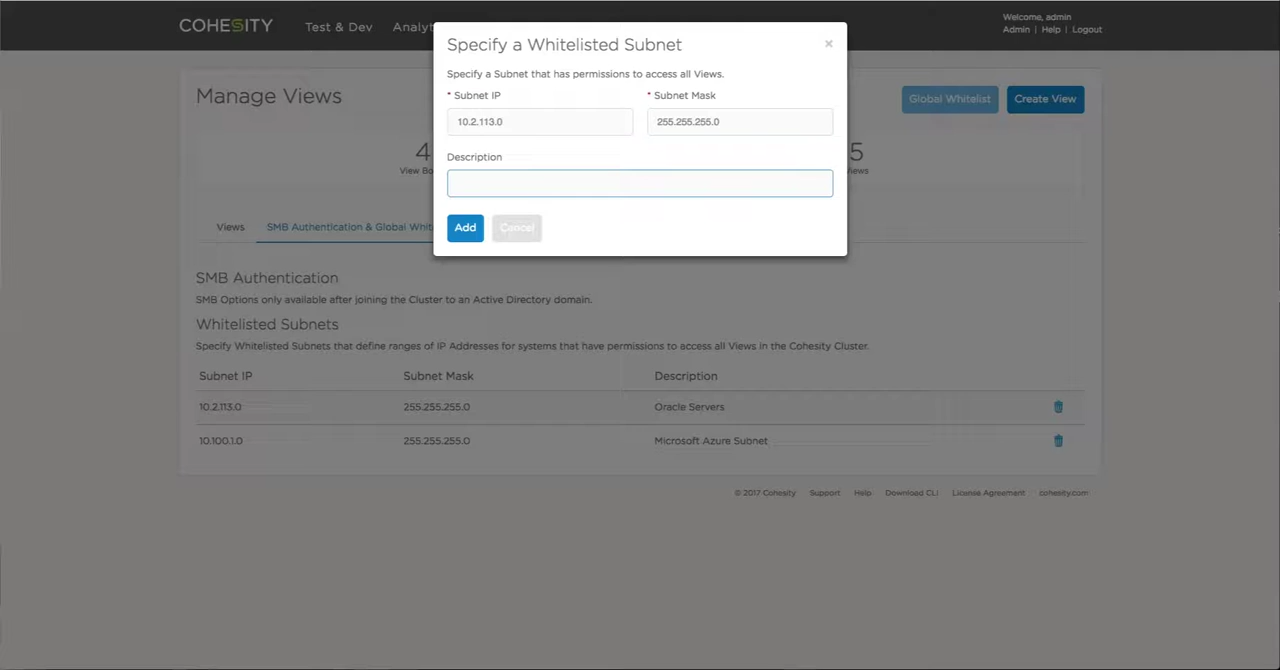 COHESITY Test & Dev Analyt
Welcome, admin
Admin | Help | Logout
Specify a Whitelisted Subnet ×
Specify a Subnet that has permissions to access all Views.
* Subnet IP * Subnet Mask
10.2.113.0 255.255.255.0
Description
Add Cancel
Manage Views
Global Whitelist Create View
4 5
View Bo iews
Views SMB Authentication & Global Whit
SMB Authentication
SMB Options only available after joining the Cluster to an Active Directory domain.
Whitelisted Subnets
Specify Whitelisted Subnets that define ranges of IP Addresses for systems that have permissions to access all Views in the Cohesity Cluster.
Subnet IP Subnet Mask Description
10.2.113.0 255.255.255.0 Oracle Servers
10.100.1.0 255.255.255.0 Microsoft Azure Subnet
© 2017 Cohesity Support Help Download CLI License Agreement cohesity.com